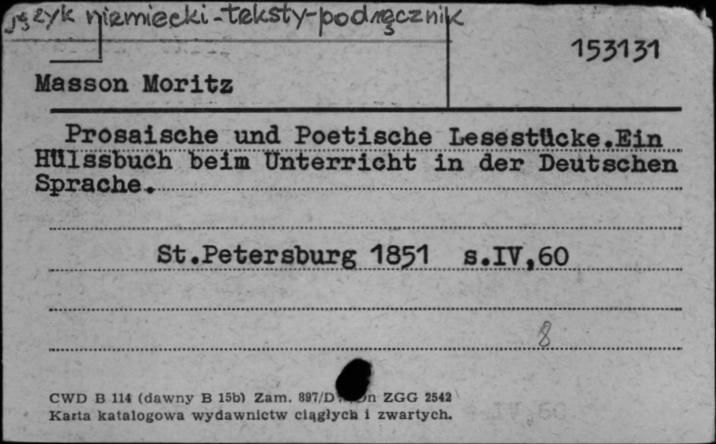 język niemiecki-teksty-podręcznik
153131
Masson Moritz
Prosaische und Poetische Lesestücke.Ein
Hülssbuch beim Unterricht in der Deutschen
Sprache.
St.Petersburg 1851 s.IV,60
8
CWD B 114 (dawny B 15b) Zam. 897/D ZGG 2542
Karta katalogowa wydawnictw ciągłych i zwartych.